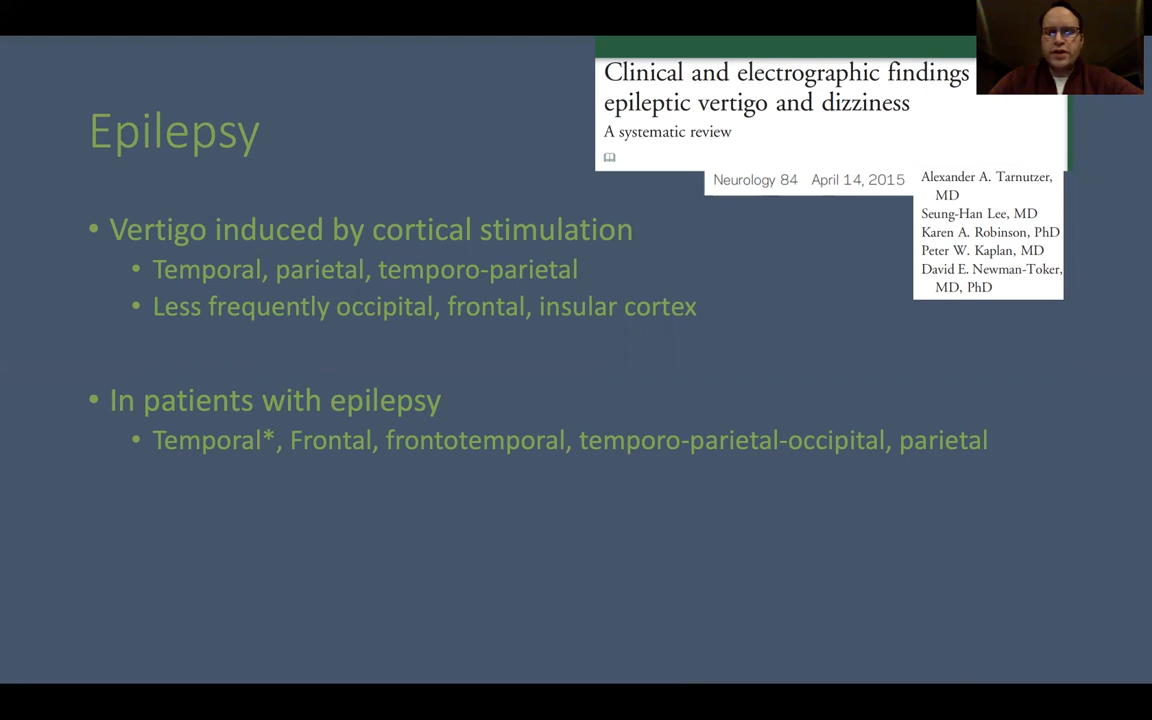 Clinical and electrographic findings
epileptic vertigo and dizziness
A systematic review
Neurology 84 April 14, 2015
Alexander A. Tarnutzer,
MD
Seung-Han Lee, MD
Karen A. Robinson, PhD
Peter W. Kaplan, MD
David E. Newman-Toker,
MD, PhD
Epilepsy
• Vertigo induced by cortical stimulation
• Temporal, parietal, temporo-parietal
• Less frequently occipital, frontal, insular cortex
• In patients with epilepsy
• Temporal*, Frontal, frontotemporal, temporo-parietal-occipital, parietal